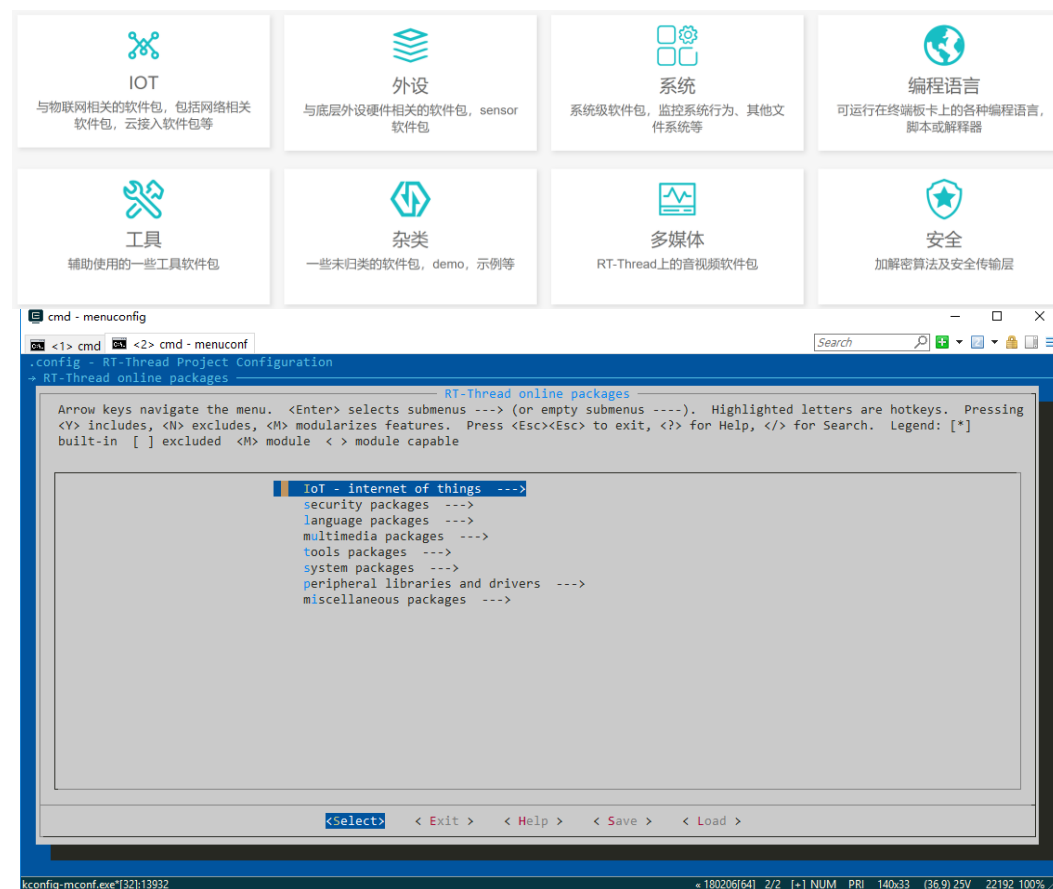 IOT
与物联网相关的软件包，包括网络相关
软件包，云接入软件包等
外设
与底层外设硬件相关的软件包，sensor
软件包
系统
系统级软件包，监控系统行为、其他文
件系统等
编程语言
可运行在终端板卡上的各种编程语言，
脚本或解释器
工具
辅助使用的一些工具软件包
杂类
一些未归类的软件包，demo，示例等
多媒体
RT-Thread上的音视频软件包
安全
加解密算法及安全传输层
cmd - menuconfig
<1> cmd <2> cmd - menuconf
Search
.config - RT-Thread Project Configuration
→ RT-Thread online packages
RT-Thread online packages
Arrow keys navigate the menu. <Enter> selects submenus ---> (or empty submenus ----). Highlighted letters are hotkeys. Pressing
<Y> includes, <N> excludes, <M> modularizes features. Press <Esc><Esc> to exit, <?> for Help, </> for Search. Legend: [*]
built-in [ ] excluded <M> module < > module capable
IoT - internet of things --->
security packages --->
language packages --->
multimedia packages --->
tools packages --->
system packages --->
peripheral libraries and drivers --->
miscellaneous packages --->
<Select> < Exit > < Help > < Save > < Load >
kconfig-mconf.exe*[32]:13932 « 180206[64] 2/2 [+] NUM PRI 140x33 (36,9) 25V 22192 100%